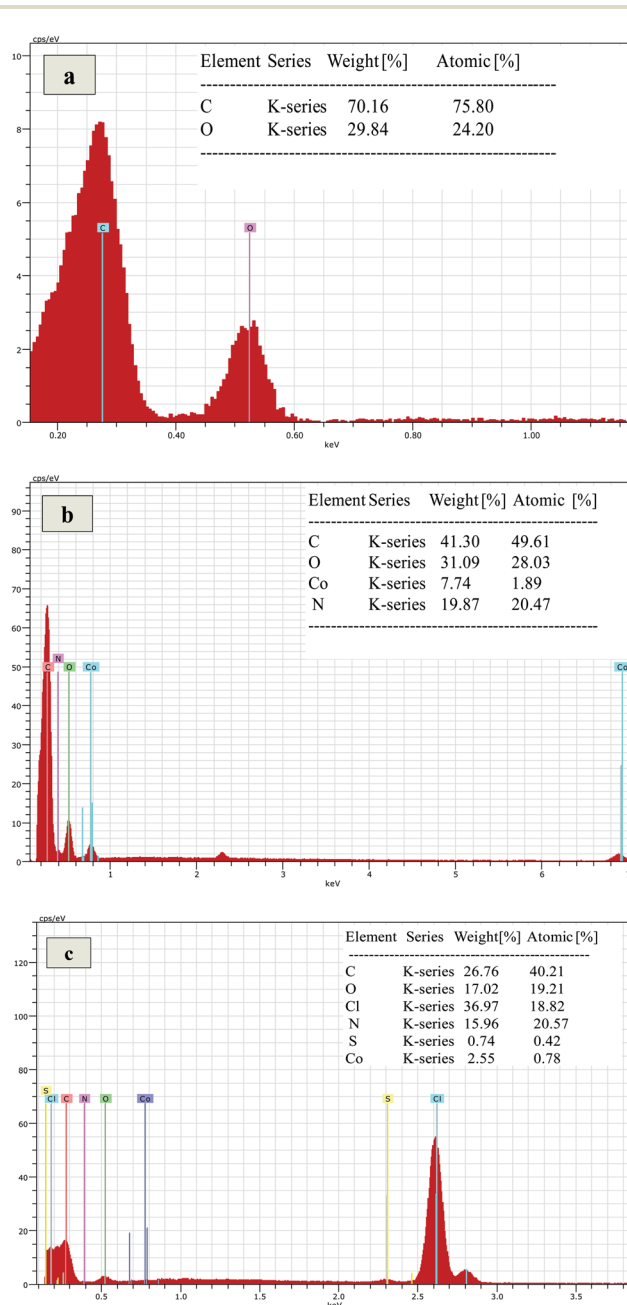 cps/eV
a
Element Series Weight[%] Atomic[%]
----------------------------------------------------------
C K-series 70.16 75.80
O K-series 29.84 24.20
----------------------------------------------------------
10
8
6
4
2
0
C
O
0.20 0.40 0.60 0.80 1.00
keV
cps/eV
b
Element Series Weight[%] Atomic [%]
----------------------------------------------------------
C K-series 41.30 49.61
O K-series 31.09 28.03
Co K-series 7.74 1.89
N K-series 19.87 20.47
----------------------------------------------------------
90
80
70
60
50
40
30
20
10
0
C N O Co Co
1 2 3 4 5 6
keV
cps/eV
c
Element Series Weight[%] Atomic[%]
----------------------------------------------------------
C K-series 26.76 40.21
O K-series 17.02 19.21
Cl K-series 36.97 18.82
N K-series 15.96 20.57
S K-series 0.74 0.42
Co K-series 2.55 0.78
120
100
80
60
40
20
0
S
Cl C N O Co S Cl
0.5 1.0 1.5 2.0 2.5 3.0 3.5
keV